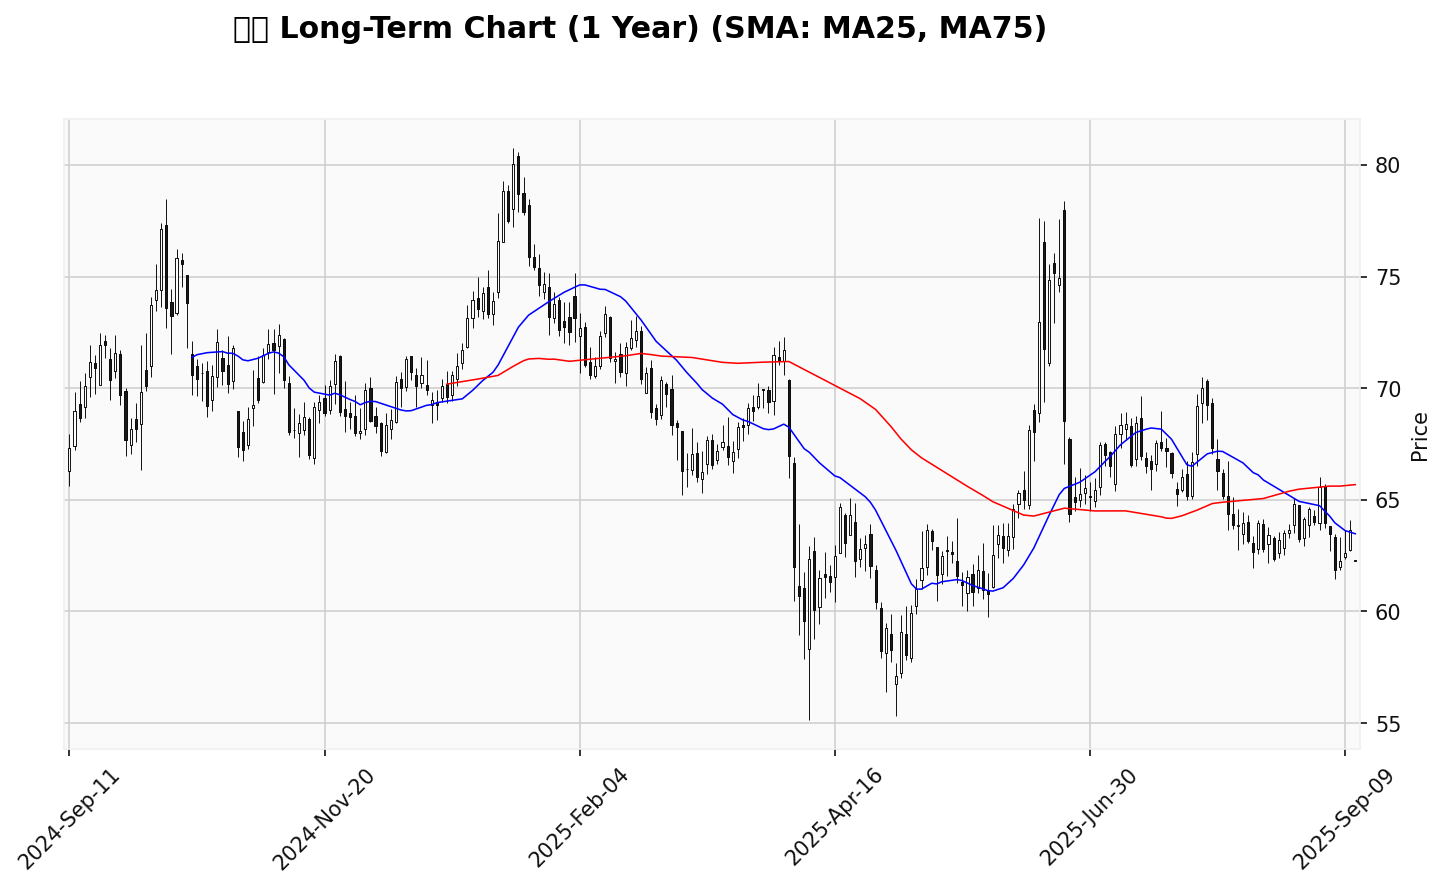 Long-Term Chart (1 Year) (SMA: MA25, MA75)
80
75
70
65
60
55
Price
2024-Sep-11
2024-Nov-20
2025-Feb-04
2025-Apr-16
2025-Jun-30
2025-Sep-09